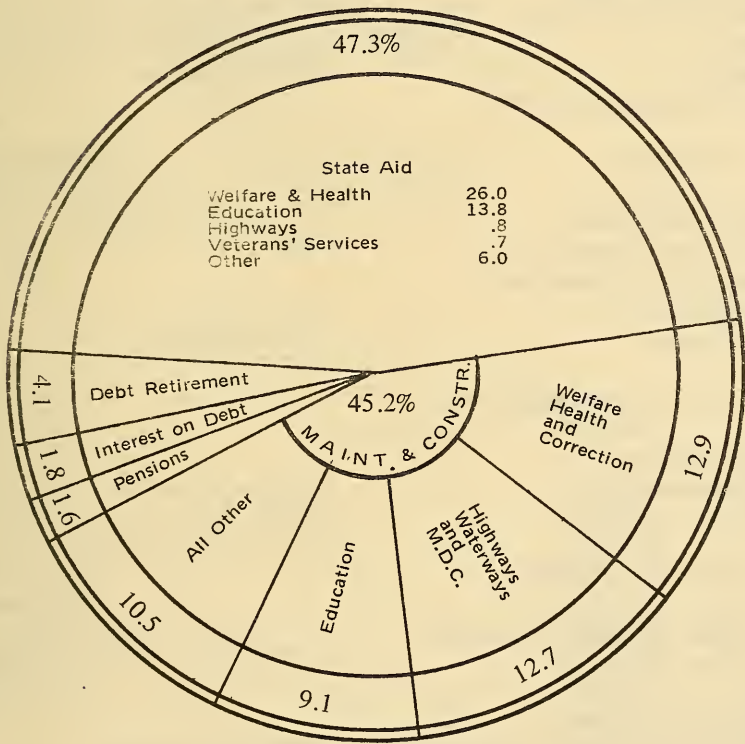 47.3%
State Aid
Welfare & Health 26.0
Education 13.8
Highways .8
Veterans' Services .7
Other 6.0
4.1
Debt Retirement
1.8
Interest on Debt
1.6
Pensions
45.2%
MAINT. & CONSTR.
Welfare
Health
and
Correction
12.9
Highways
Waterways
and
M.D.C.
12.7
Education
9.1
All Other
10.5